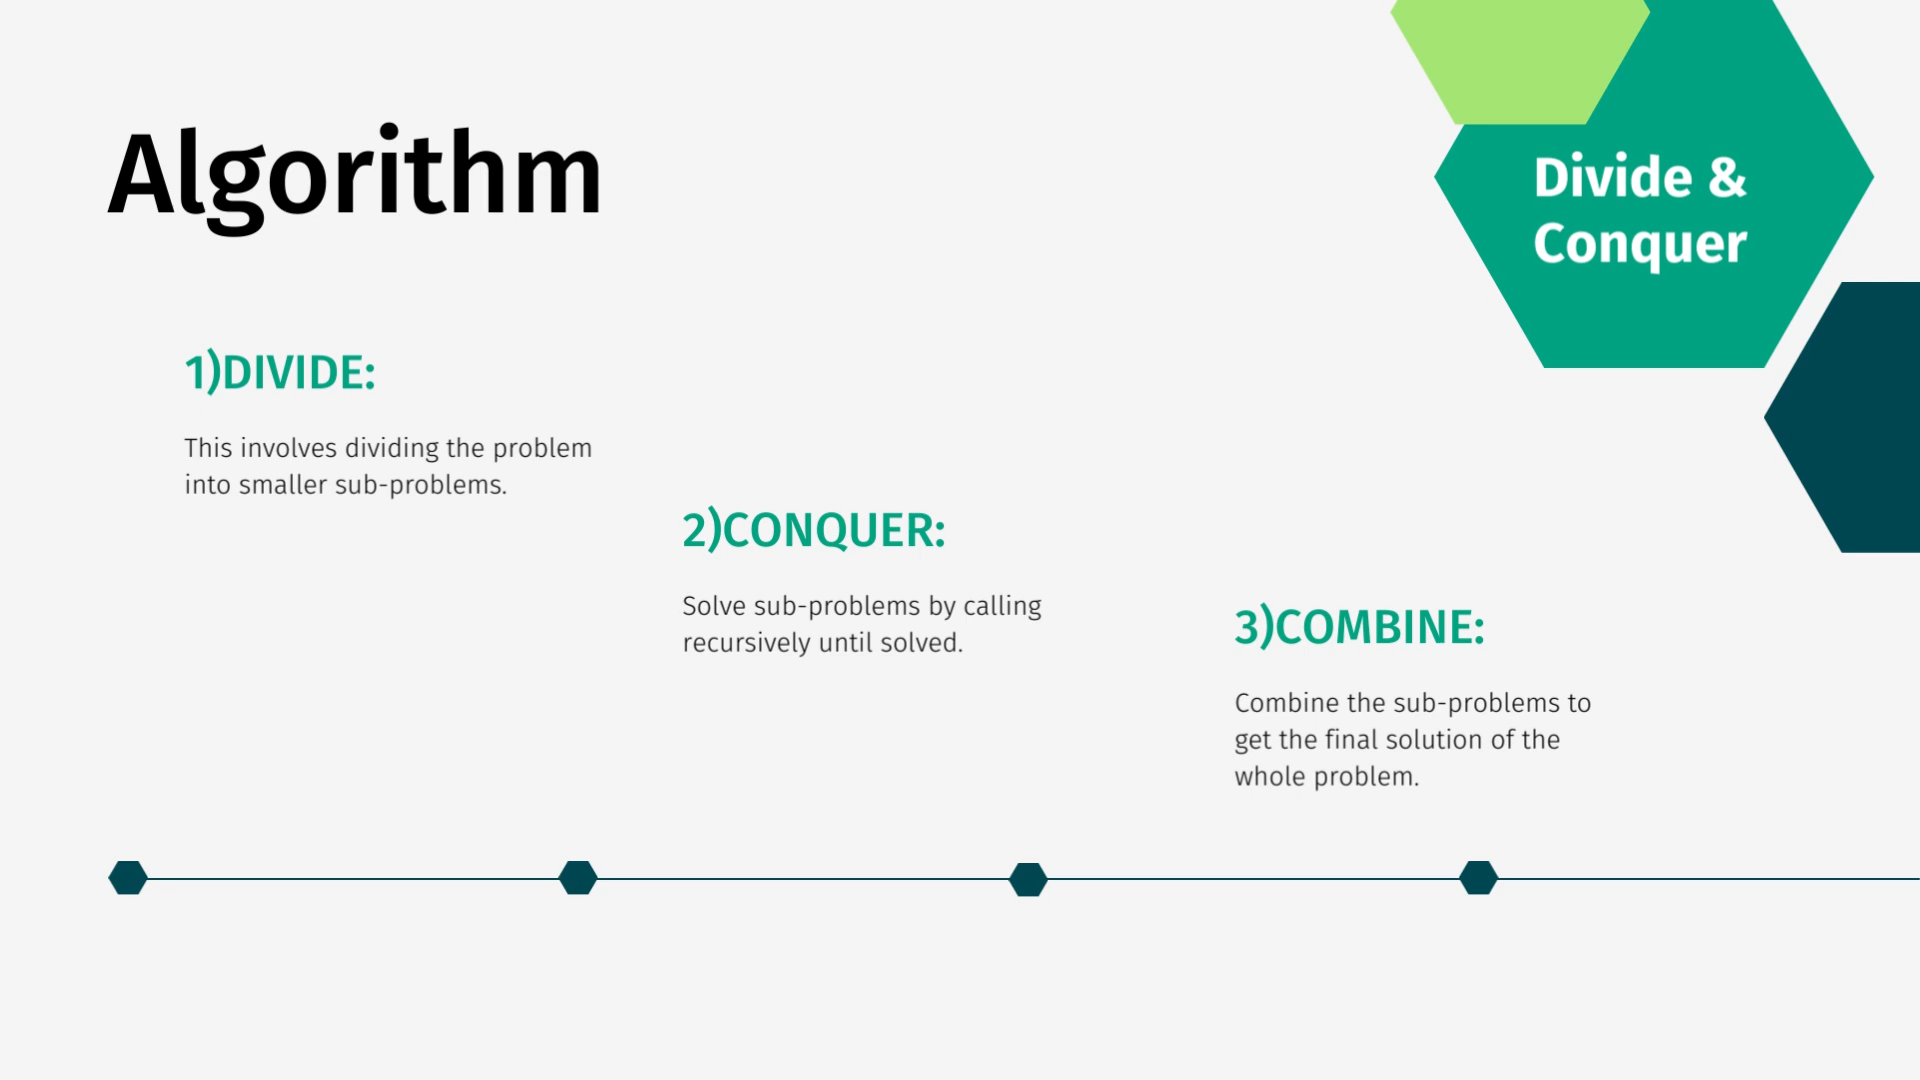 Algorithm
Divide &
Conquer
1)DIVIDE:
This involves dividing the problem
into smaller sub-problems.
2)CONQUER:
Solve sub-problems by calling
recursively until solved.
3)COMBINE:
Combine the sub-problems to
get the final solution of the
whole problem.